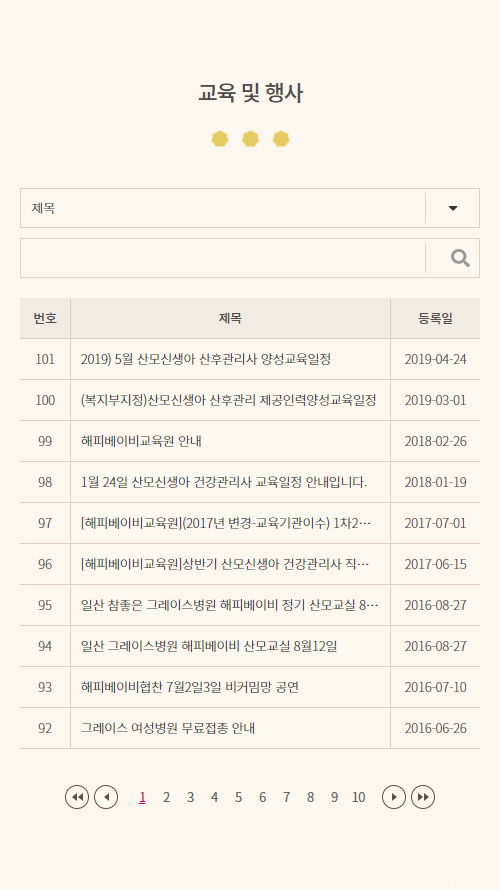 교육 및 행사
제목
번호 제목 등록일
101 2019) 5월 산모신생아 산후관리사 양성교육일정 2019-04-24
100 (복지부지정)산모신생아 산후관리 제공인력양성교육일정 2019-03-01
99 해피베이비교육원 안내 2018-02-26
98 1월 24일 산모신생아 건강관리사 교육일정 안내입니다. 2018-01-19
97 [해피베이비교육원](2017년 변경-교육기관이수) 1차2… 2017-07-01
96 [해피베이비교육원]상반기 산모신생아 건강관리사 직… 2017-06-15
95 일산 참좋은 그레이스병원 해피베이비 정기 산모교실 8… 2016-08-27
94 일산 그레이스병원 해피베이비 산모교실 8월12일 2016-08-27
93 해피베이비협찬 7월2일3일 비커밈망 공연 2016-07-10
92 그레이스 여성병원 무료접종 안내 2016-06-26
1 2 3 4 5 6 7 8 9 10